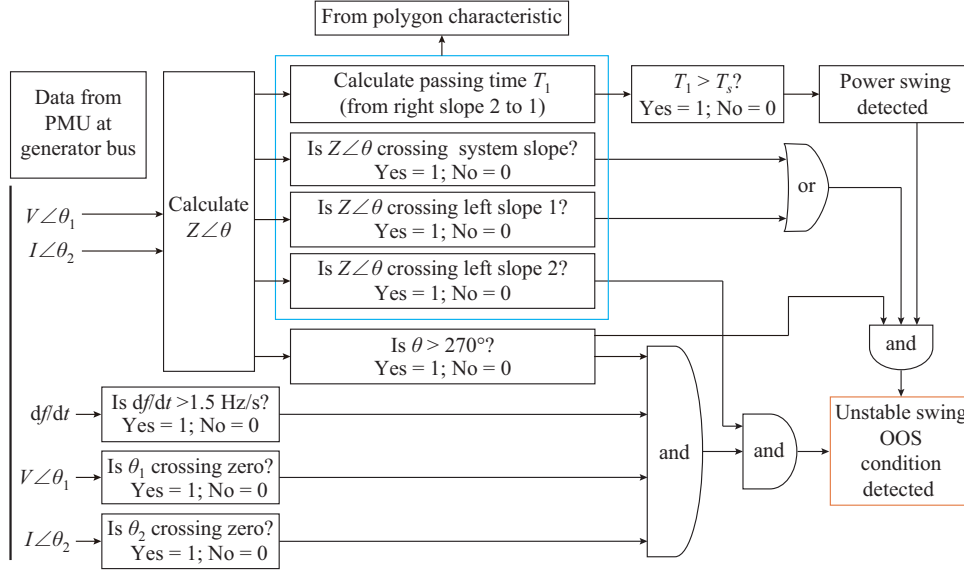 From polygon characteristic
Data from
PMU at
generator bus
Calculate passing time T₁
(from right slope 2 to 1)
T₁ > Tₛ?
Yes = 1; No = 0
Power swing
detected
Is Z∠θ crossing system slope?
Yes = 1; No = 0
or
V∠θ₁
I∠θ₂
Calculate
Z∠θ
Is Z∠θ crossing left slope 1?
Yes = 1; No = 0
Is Z∠θ crossing left slope 2?
Yes = 1; No = 0
Is θ > 270°?
Yes = 1; No = 0
and
df/dt
Is df/dt >1.5 Hz/s?
Yes = 1; No = 0
and
and
Unstable swing
OOS
condition
detected
V∠θ₁
Is θ₁ crossing zero?
Yes = 1; No = 0
I∠θ₂
Is θ₂ crossing zero?
Yes = 1; No = 0